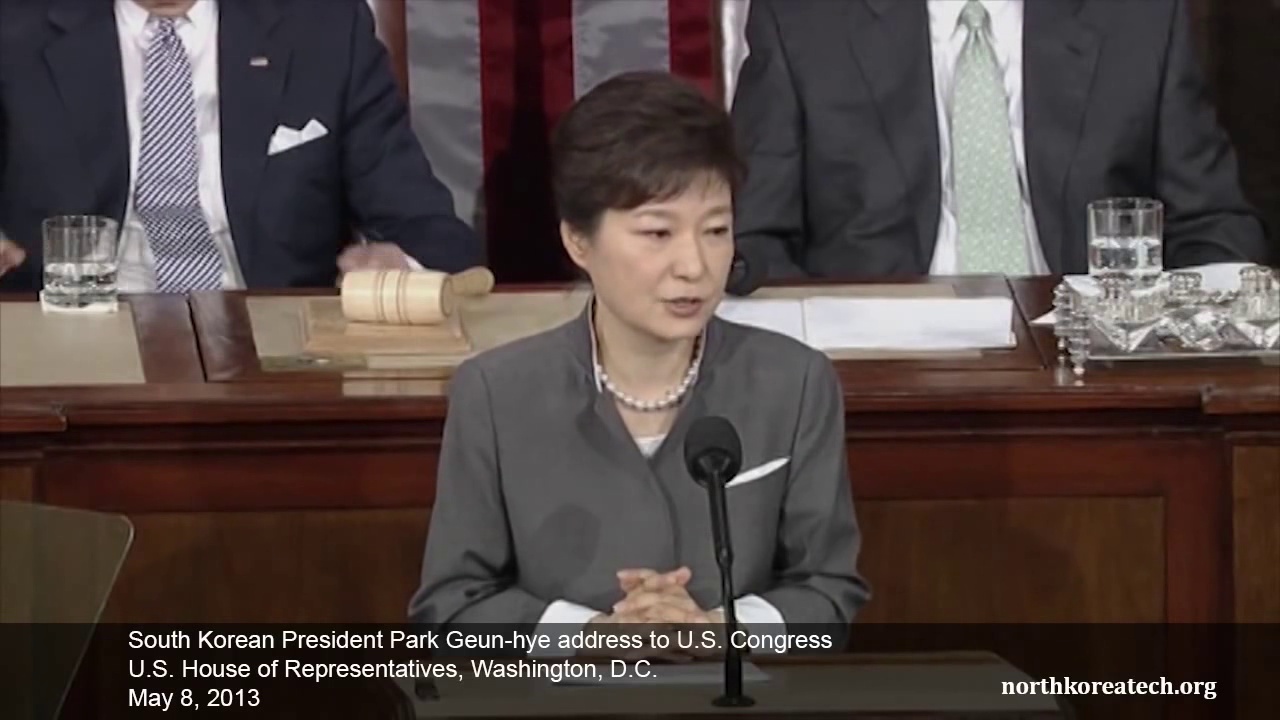 South Korean President Park Geun-hye address to U.S. Congress
U.S. House of Representatives, Washington, D.C.
May 8, 2013
northkoreatech.org